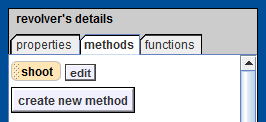 revolver's details
properties methods functions
shoot edit
create new method